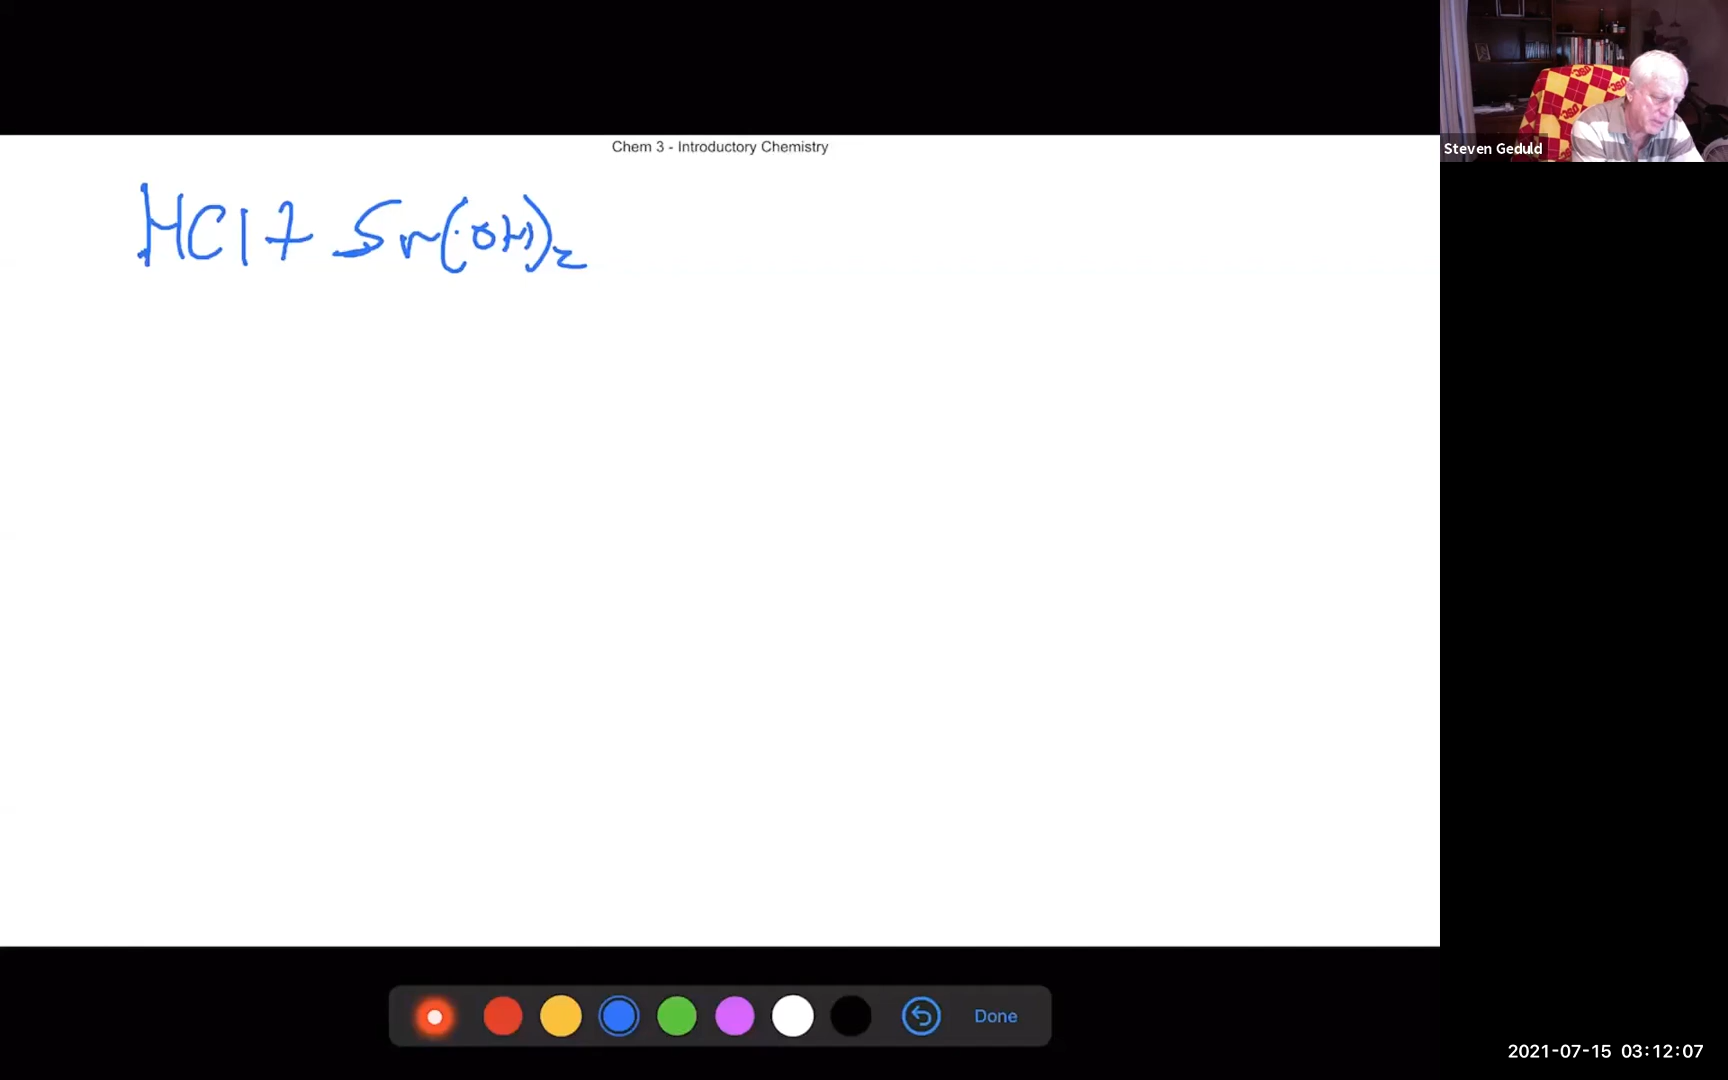 Chem 3 - Introductory Chemistry
Steven Geduld
HCl + Sr(OH)₂
Done
2021-07-15 03:12:07